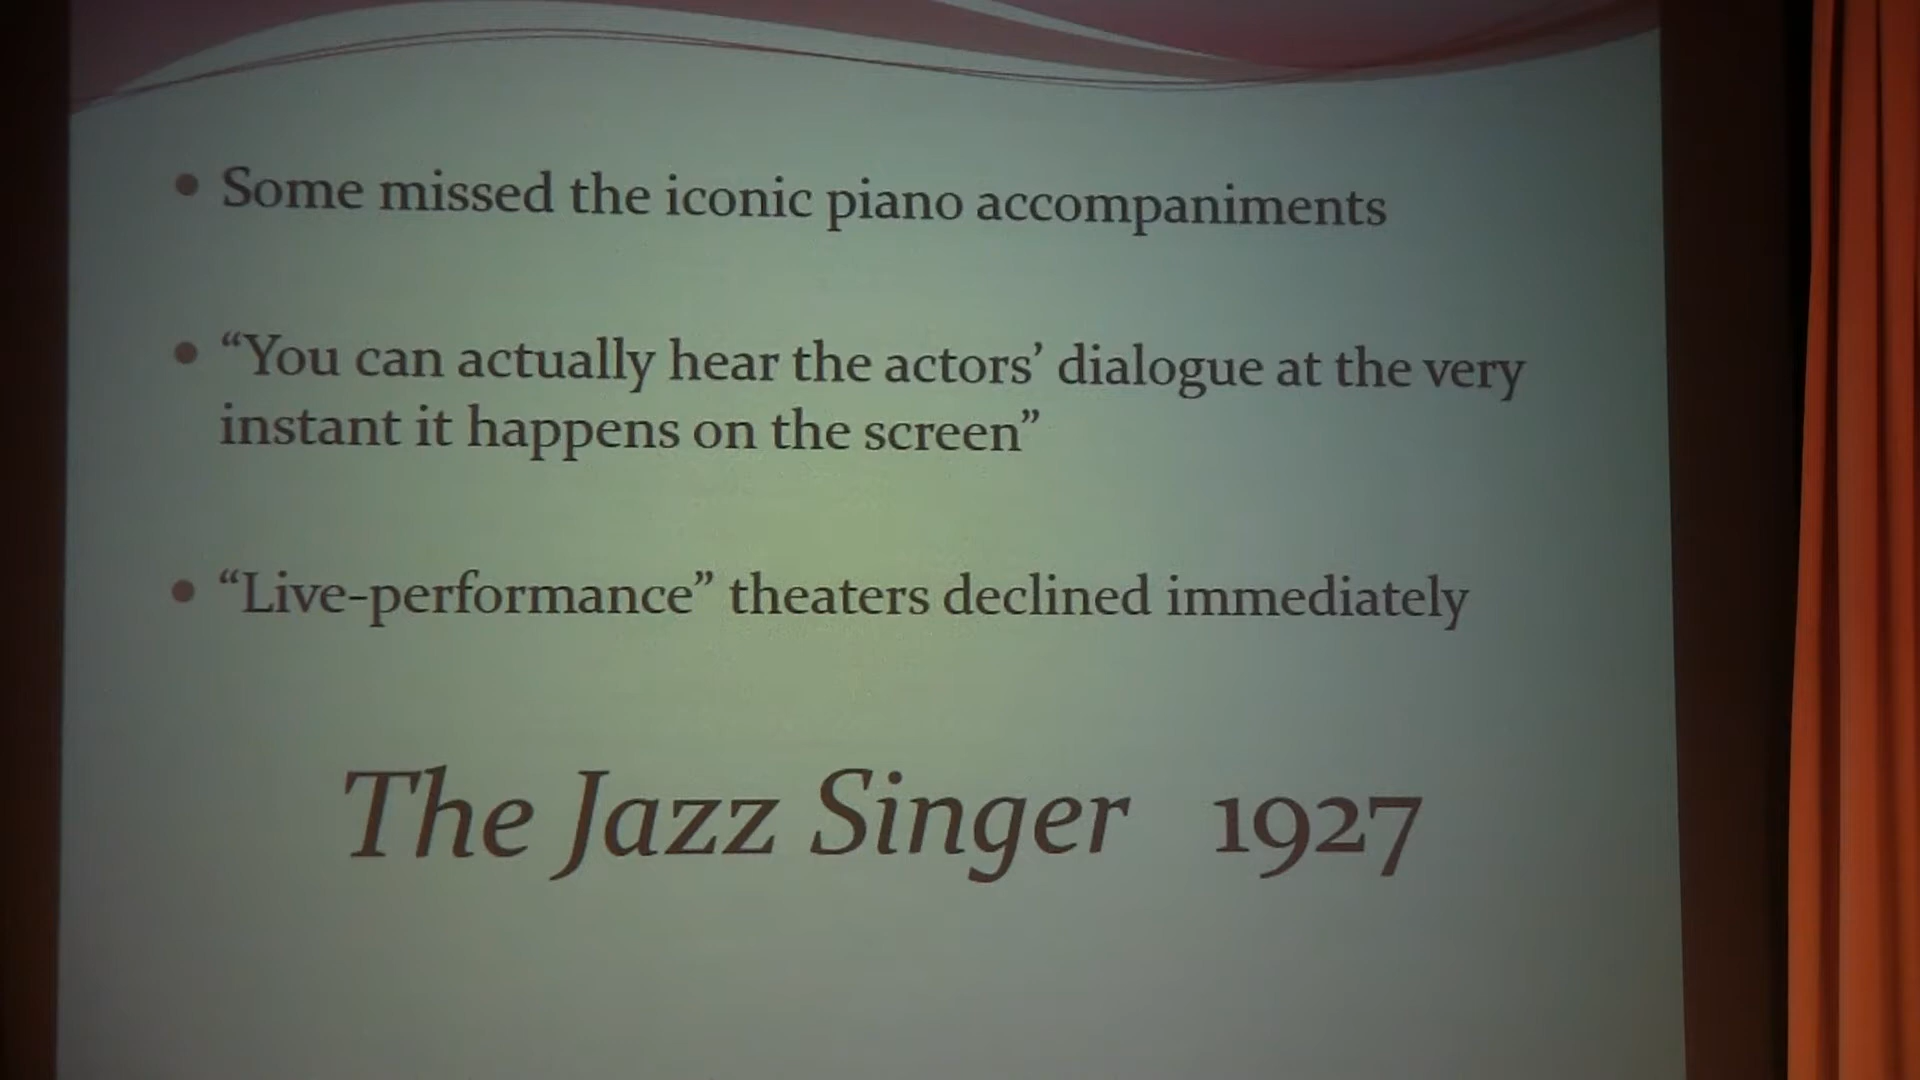 • Some missed the iconic piano accompaniments
• “You can actually hear the actors’ dialogue at the very
instant it happens on the screen”
• “Live-performance” theaters declined immediately
The Jazz Singer 1927